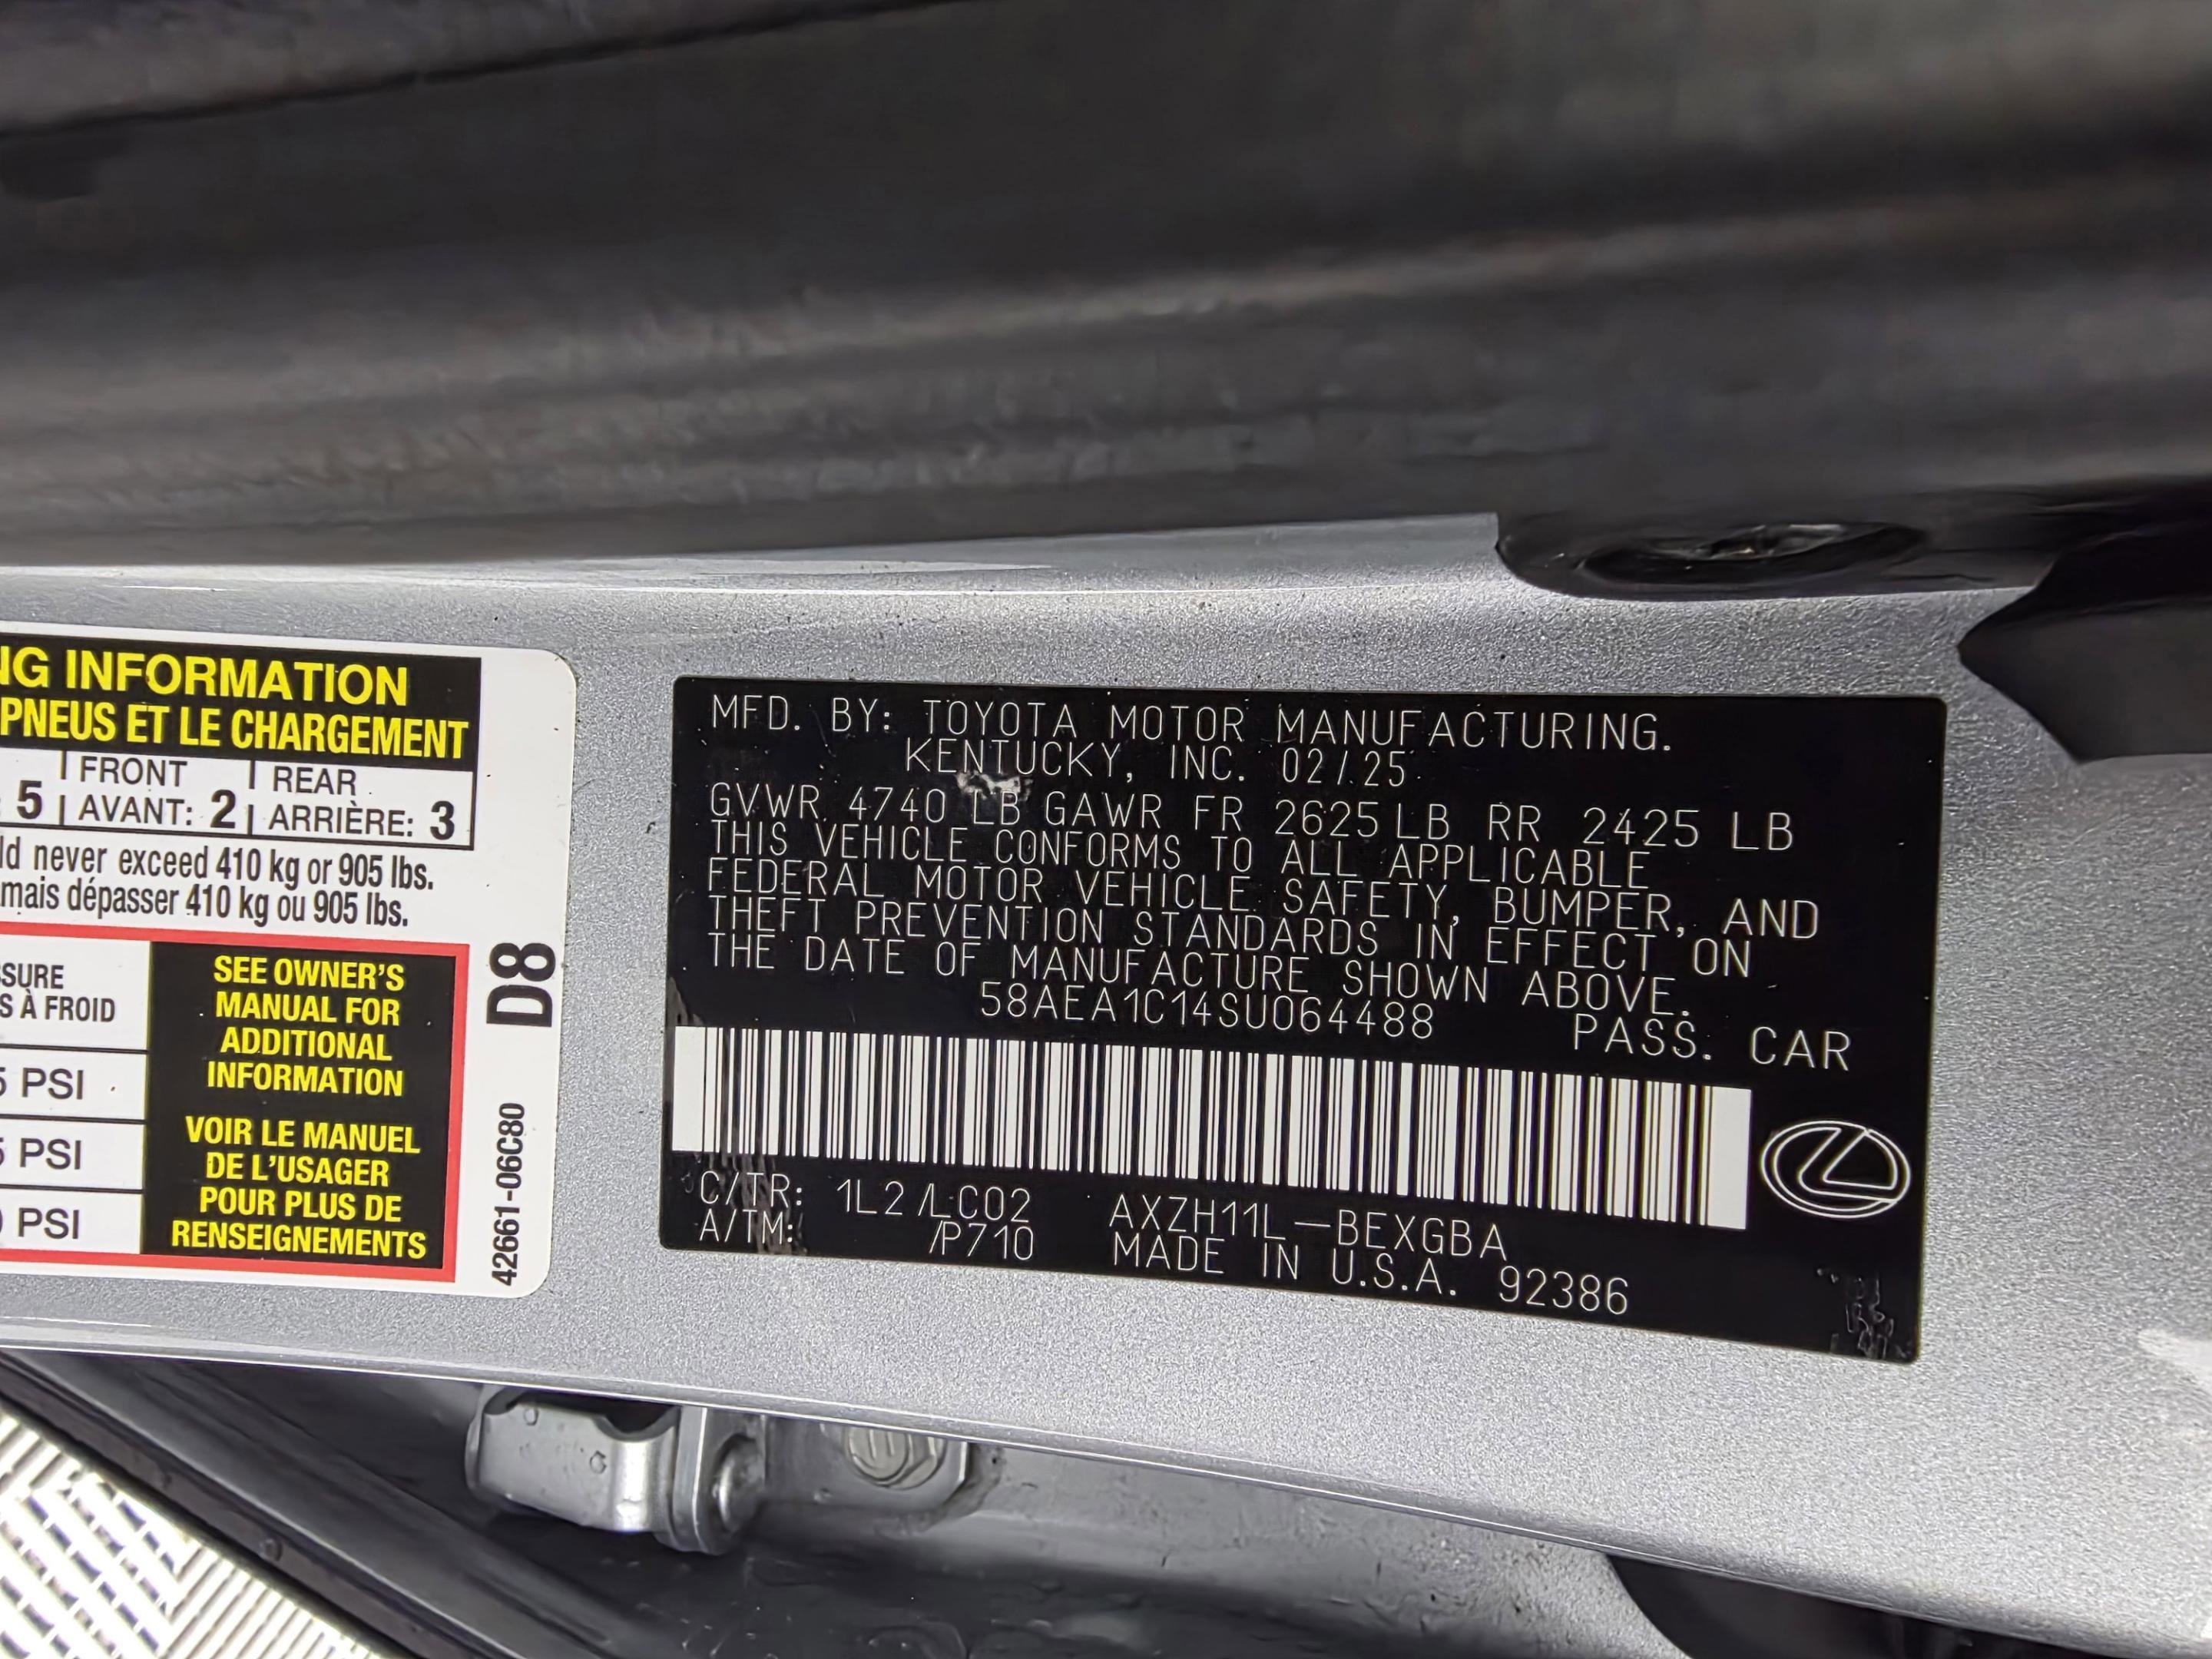 NG INFORMATION
PNEUS ET LE CHARGEMENT
FRONT REAR
5 AVANT: 2 ARRIÈRE: 3
ld never exceed 410 kg or 905 lbs.
mais dépasser 410 kg ou 905 lbs.
SSURE
S À FROID
5 PSI
5 PSI
PSI
SEE OWNER'S
MANUAL FOR
ADDITIONAL
INFORMATION
VOIR LE MANUEL
DE L'USAGER
POUR PLUS DE
RENSEIGNEMENTS
D8
42661-06C80
MFD. BY: TOYOTA MOTOR MANUFACTURING.
KENTUCKY, INC. 02/25
GVWR 4740 LB GAWR FR 2625 LB RR 2425 LB
THIS VEHICLE CONFORMS TO ALL APPLICABLE
FEDERAL MOTOR VEHICLE SAFETY, BUMPER, AND
THEFT PREVENTION STANDARDS IN EFFECT ON
THE DATE OF MANUFACTURE SHOWN ABOVE.
58AEA1C14SU064488 PASS. CAR
C/TR: 1L2/LC02 AXZH11L-BEXGBA
A/TM: /P710 MADE IN U.S.A. 92386